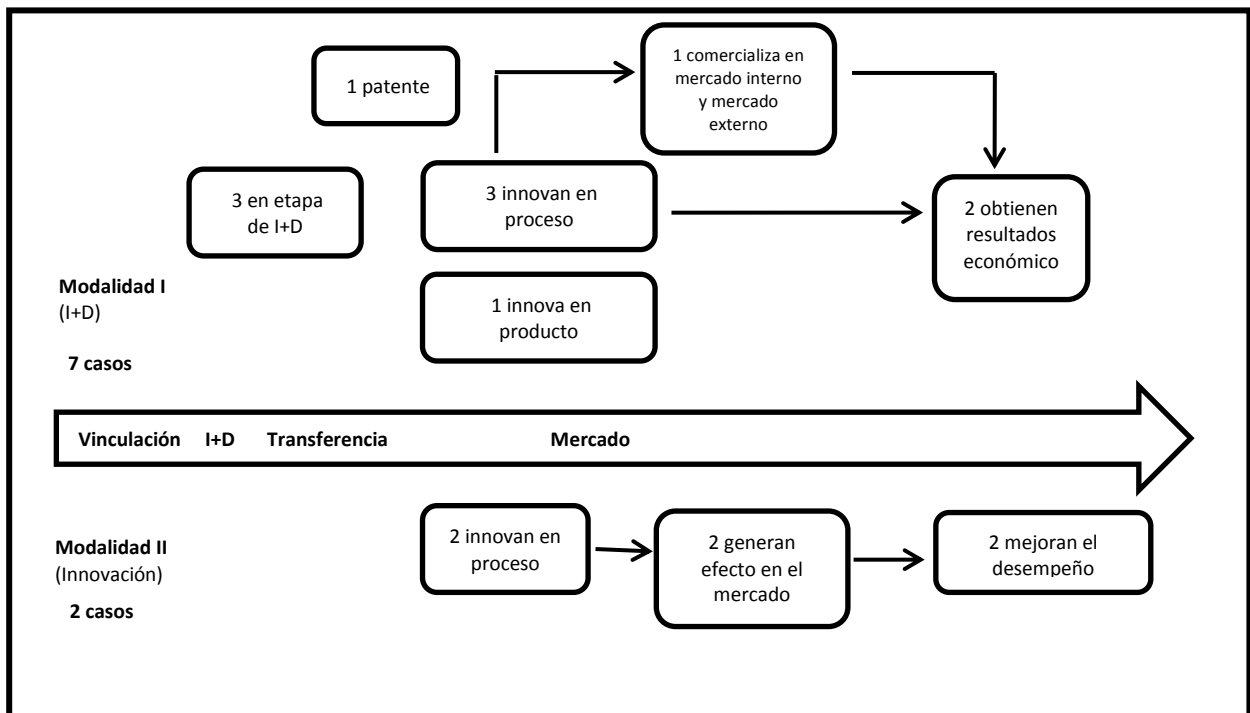 1 patente
1 comercializa en
mercado interno
y mercado
externo
3 en etapa
de I+D
3 innovan en
proceso
2 obtienen
resultados
económico
Modalidad I
(I+D)
7 casos
1 innova en
producto
Vinculación I+D Transferencia Mercado
Modalidad II
(Innovación)
2 casos
2 innovan en
proceso
2 generan
efecto en el
mercado
2 mejoran el
desempeño